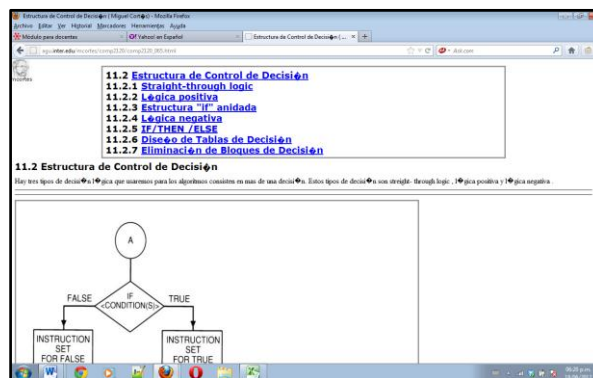 Estructura de Control de Decisi�n ( Miguel Cort�s) - Mozilla Firefox
Archivo Editar Ver Historial Marcadores Herramientas Ayuda
Módulo para docentes
Yahoo! en Español
Estructura de Control de Decisi�n (...
Ask.com
11.2 Estructura de Control de Decisi�n
11.2.1 Straight-through logic
11.2.2 L�gica positiva
11.2.3 Estructura "if" anidada
11.2.4 L�gica negativa
11.2.5 IF/THEN /ELSE
11.2.6 Dise�o de Tablas de Decisi�n
11.2.7 Eliminaci�n de Bloques de Decisi�n
11.2 Estructura de Control de Decisi�n
Hay tres tipos de decisi�n l�gica que usaremos para los algoritmos consisten en mas de una decisi�n. Estos tipos de decisi�n son streight- through logic , l�gica positiva y l�gica negativa .
A
FALSE
IF
TRUE
<CONDITION(S)>
INSTRUCTION
SET
FOR FALSE
INSTRUCTION
SET
FOR TRUE